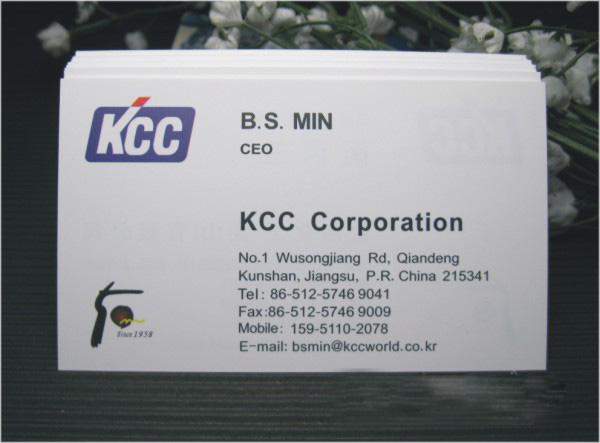 KCC
B.S. MIN
CEO
KCC Corporation
No.1 Wusongjiang Rd, Qiandeng
Kunshan, Jiangsu, P.R. China 215341
Tel: 86-512-5746 9041
Fax:86-512-5746 9009
Mobile: 159-5110-2078
E-mail: bsmin@kccworld.co.kr
Since 1958